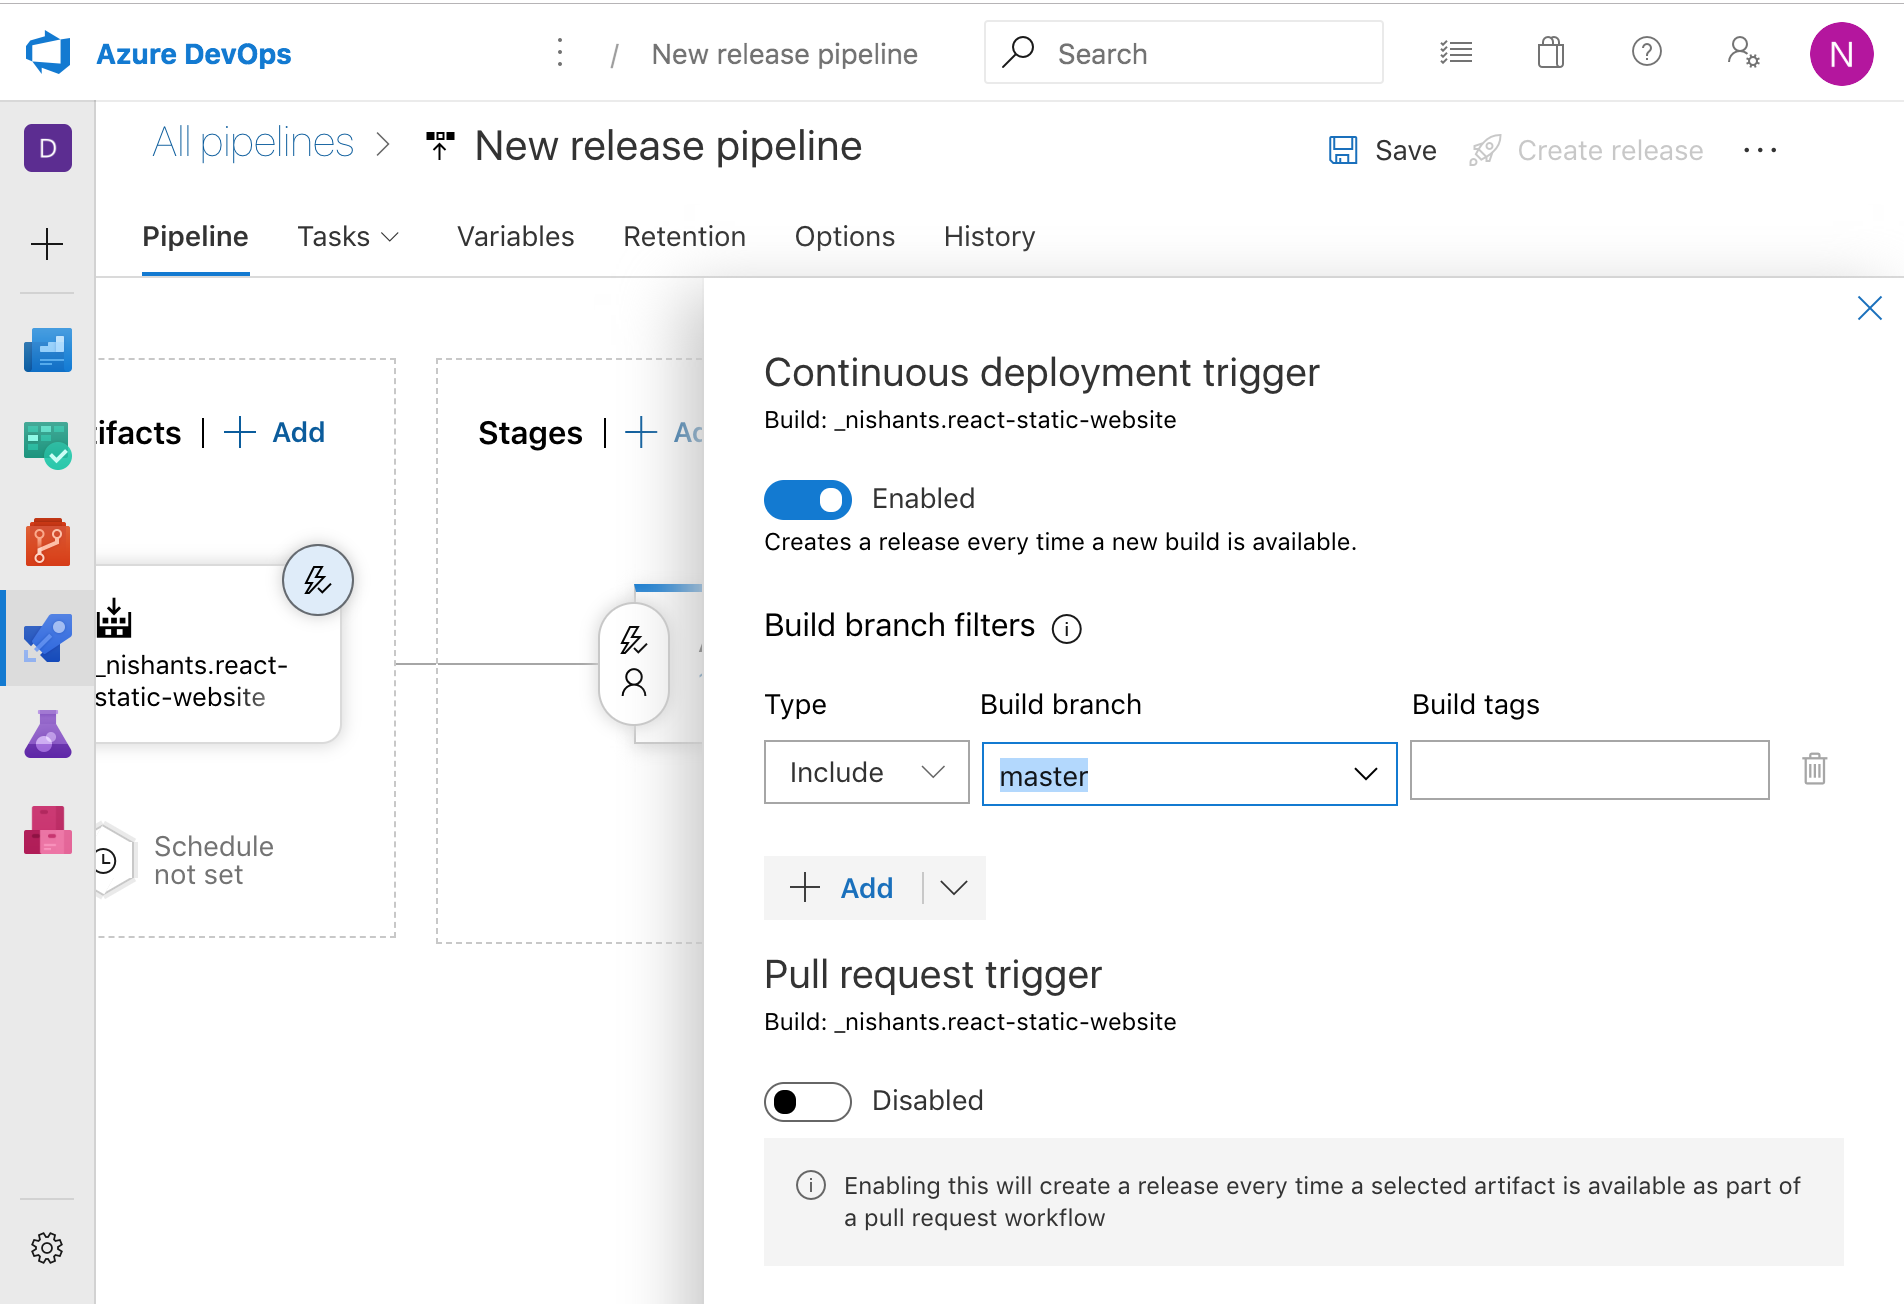 Azure DevOps
/ New release pipeline
Search
N
D
All pipelines > New release pipeline
Save
Create release
Pipeline
Tasks
Variables
Retention
Options
History
ifacts | + Add
Stages | +
_nishants.react-
static-website
Schedule
not set
Continuous deployment trigger
Build: _nishants.react-static-website
Enabled
Creates a release every time a new build is available.
Build branch filters
Type
Build branch
Build tags
Include
master
+ Add
Pull request trigger
Build: _nishants.react-static-website
Disabled
Enabling this will create a release every time a selected artifact is available as part of
a pull request workflow